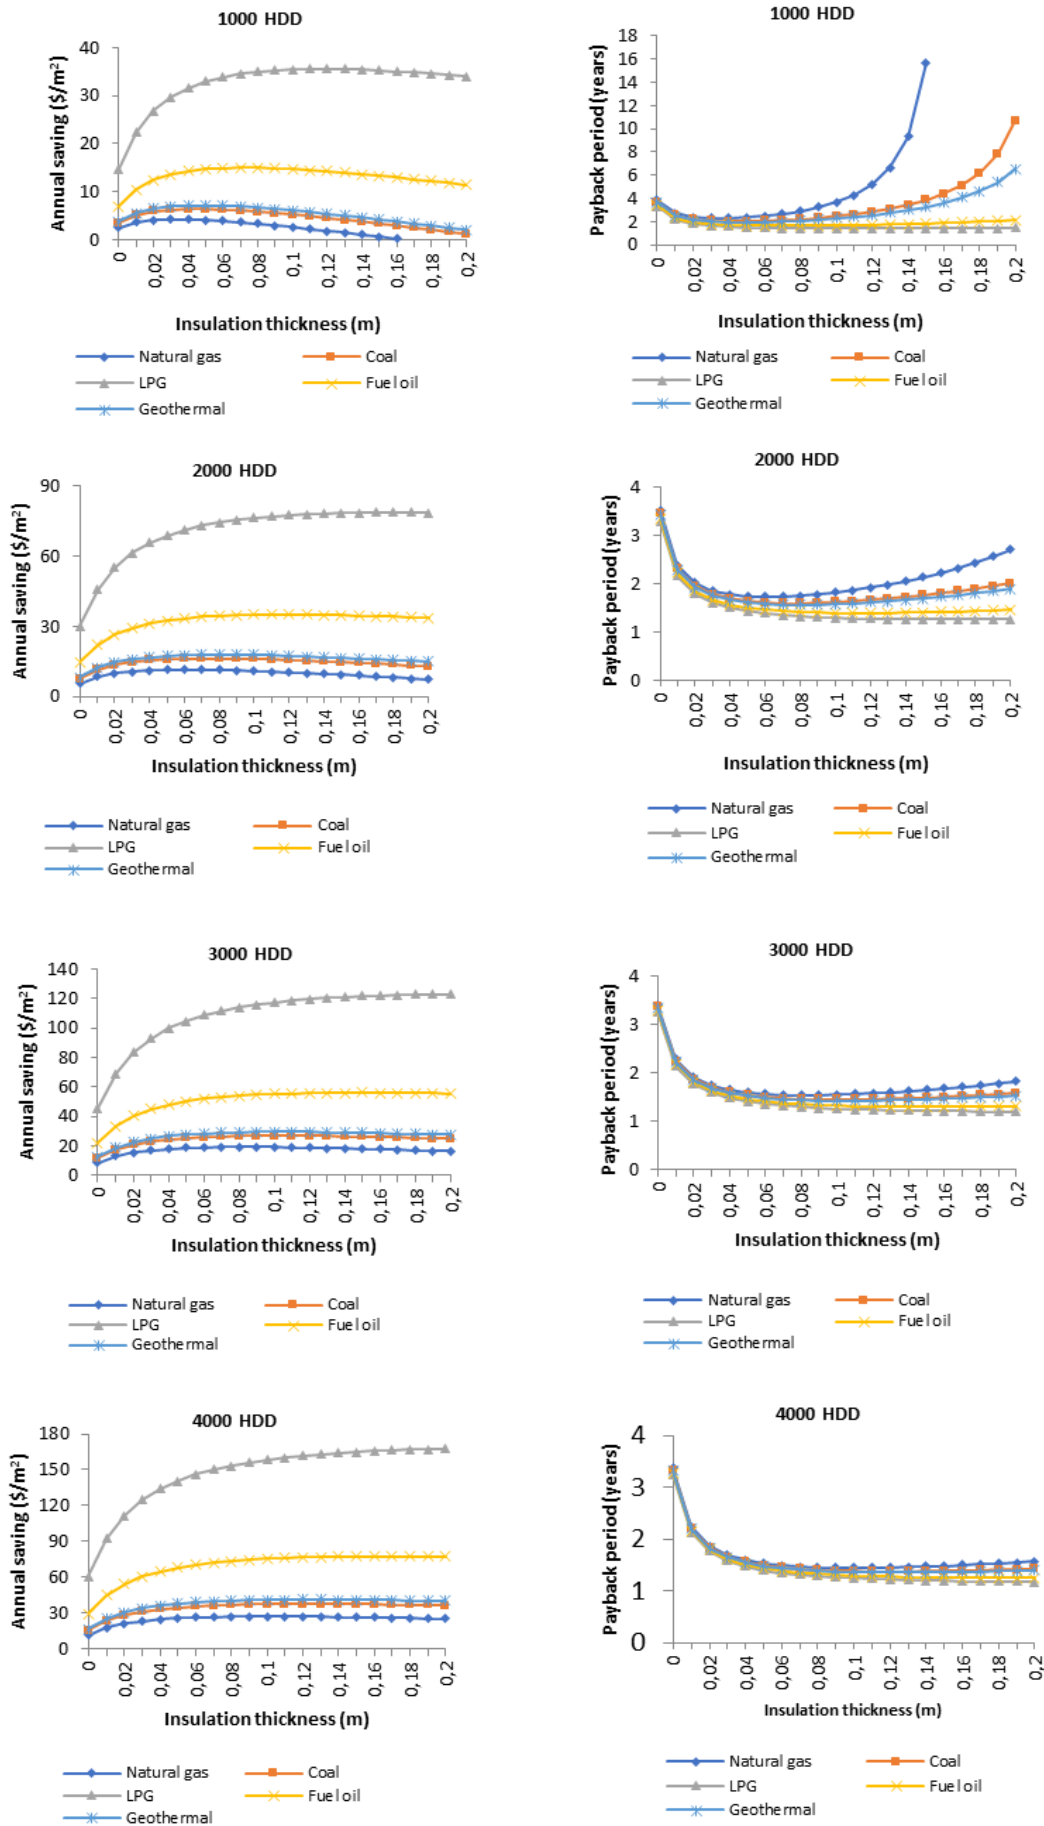 1000 HDD
Annual saving ($/m²)
40
30
20
10
0
0 0,02 0,04 0,06 0,08 0,1 0,12 0,14 0,16 0,18 0,2
Insulation thickness (m)
Natural gas Coal
LPG Fuel oil
Geothermal
1000 HDD
Payback period (years)
18
16
14
12
10
8
6
4
2
0
0 0,02 0,04 0,06 0,08 0,1 0,12 0,14 0,16 0,18 0,2
Insulation thickness (m)
Natural gas Coal
LPG Fuel oil
Geothermal
2000 HDD
Annual saving ($/m²)
90
60
30
0
0 0,02 0,04 0,06 0,08 0,1 0,12 0,14 0,16 0,18 0,2
Insulation thickness (m)
Natural gas Coal
LPG Fuel oil
Geothermal
2000 HDD
Payback period (years)
4
3
2
1
0
0 0,02 0,04 0,06 0,08 0,1 0,12 0,14 0,16 0,18 0,2
Insulation thickness (m)
Natural gas Coal
LPG Fuel oil
Geothermal
3000 HDD
Annual saving ($/m²)
140
120
100
80
60
40
20
0
0 0,02 0,04 0,06 0,08 0,1 0,12 0,14 0,16 0,18 0,2
Insulation thickness (m)
Natural gas Coal
LPG Fuel oil
Geothermal
3000 HDD
Payback period (years)
4
3
2
1
0
0 0,02 0,04 0,06 0,08 0,1 0,12 0,14 0,16 0,18 0,2
Insulation thickness (m)
Natural gas Coal
LPG Fuel oil
Geothermal
4000 HDD
Annual saving ($/m²)
180
150
120
90
60
30
0
0 0,02 0,04 0,06 0,08 0,1 0,12 0,14 0,16 0,18 0,2
Insulation thickness (m)
Natural gas Coal
LPG Fuel oil
Geothermal
4000 HDD
Payback period (years)
4
3
2
1
0
0 0,02 0,04 0,06 0,08 0,1 0,12 0,14 0,16 0,18 0,2
Insulation thickness (m)
Natural gas Coal
LPG Fuel oil
Geothermal